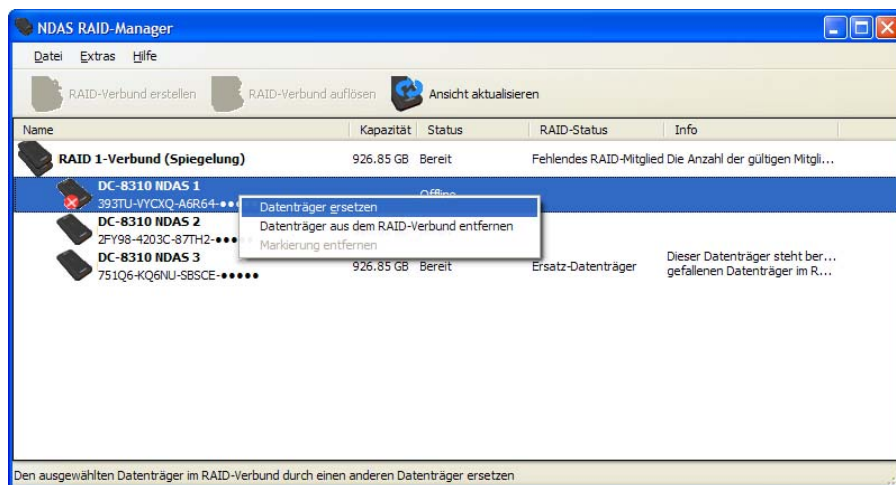 NDAS RAID-Manager
Datei Extras Hilfe
RAID-Verbund erstellen RAID-Verbund auflösen Ansicht aktualisieren
Name Kapazität Status RAID-Status Info
RAID 1-Verbund (Spiegelung) 926.85 GB Bereit Fehlendes RAID-Mitglied Die Anzahl der gültigen Mitgli...
DC-8310 NDAS 1
Offline
393TU-VYCXQ-A6R64-●●
Datenträger ersetzen
DC-8310 NDAS 2
Datenträger aus dem RAID-Verbund entfernen
2FY98-4203C-87TH2-●●●
Markierung entfernen
DC-8310 NDAS 3
751Q6-KQ6NU-SBSCE-●●●●●
926.85 GB Bereit Ersatz-Datenträger
Dieser Datenträger steht ber...
gefallenen Datenträger im R...
Den ausgewählten Datenträger im RAID-Verbund durch einen anderen Datenträger ersetzen